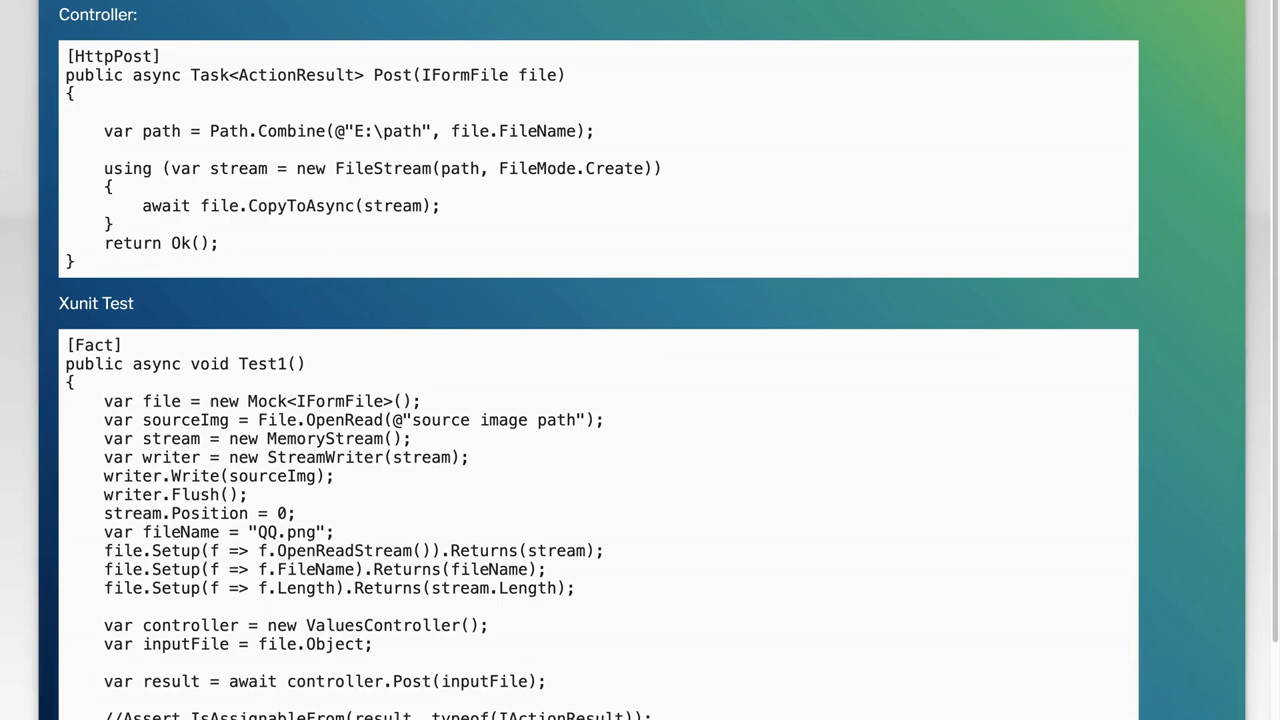 Controller:
[HttpPost]
public async Task<ActionResult> Post(IFormFile file)
{
var path = Path.Combine(@"E:\path", file.FileName);
using (var stream = new FileStream(path, FileMode.Create))
{
await file.CopyToAsync(stream);
}
return Ok();
}
Xunit Test
[Fact]
public async void Test1()
{
var file = new Mock<IFormFile>();
var sourceImg = File.OpenRead(@"source image path");
var stream = new MemoryStream();
var writer = new StreamWriter(stream);
writer.Write(sourceImg);
writer.Flush();
stream.Position = 0;
var fileName = "QQ.png";
file.Setup(f => f.OpenReadStream()).Returns(stream);
file.Setup(f => f.FileName).Returns(fileName);
file.Setup(f => f.Length).Returns(stream.Length);
var controller = new ValuesController();
var inputFile = file.Object;
var result = await controller.Post(inputFile);
//Assert.IsAssignableFrom(result, typeof(IActionResult));